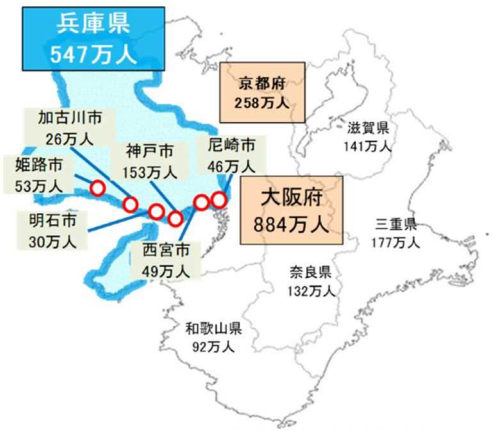 兵庫県
547万人
京都府
258万人
加古川市
26万人
神戸市
153万人
尼崎市
46万人
滋賀県
141万人
姫路市
53万人
大阪府
884万人
明石市
30万人
西宮市
49万人
三重県
177万人
奈良県
132万人
和歌山県
92万人